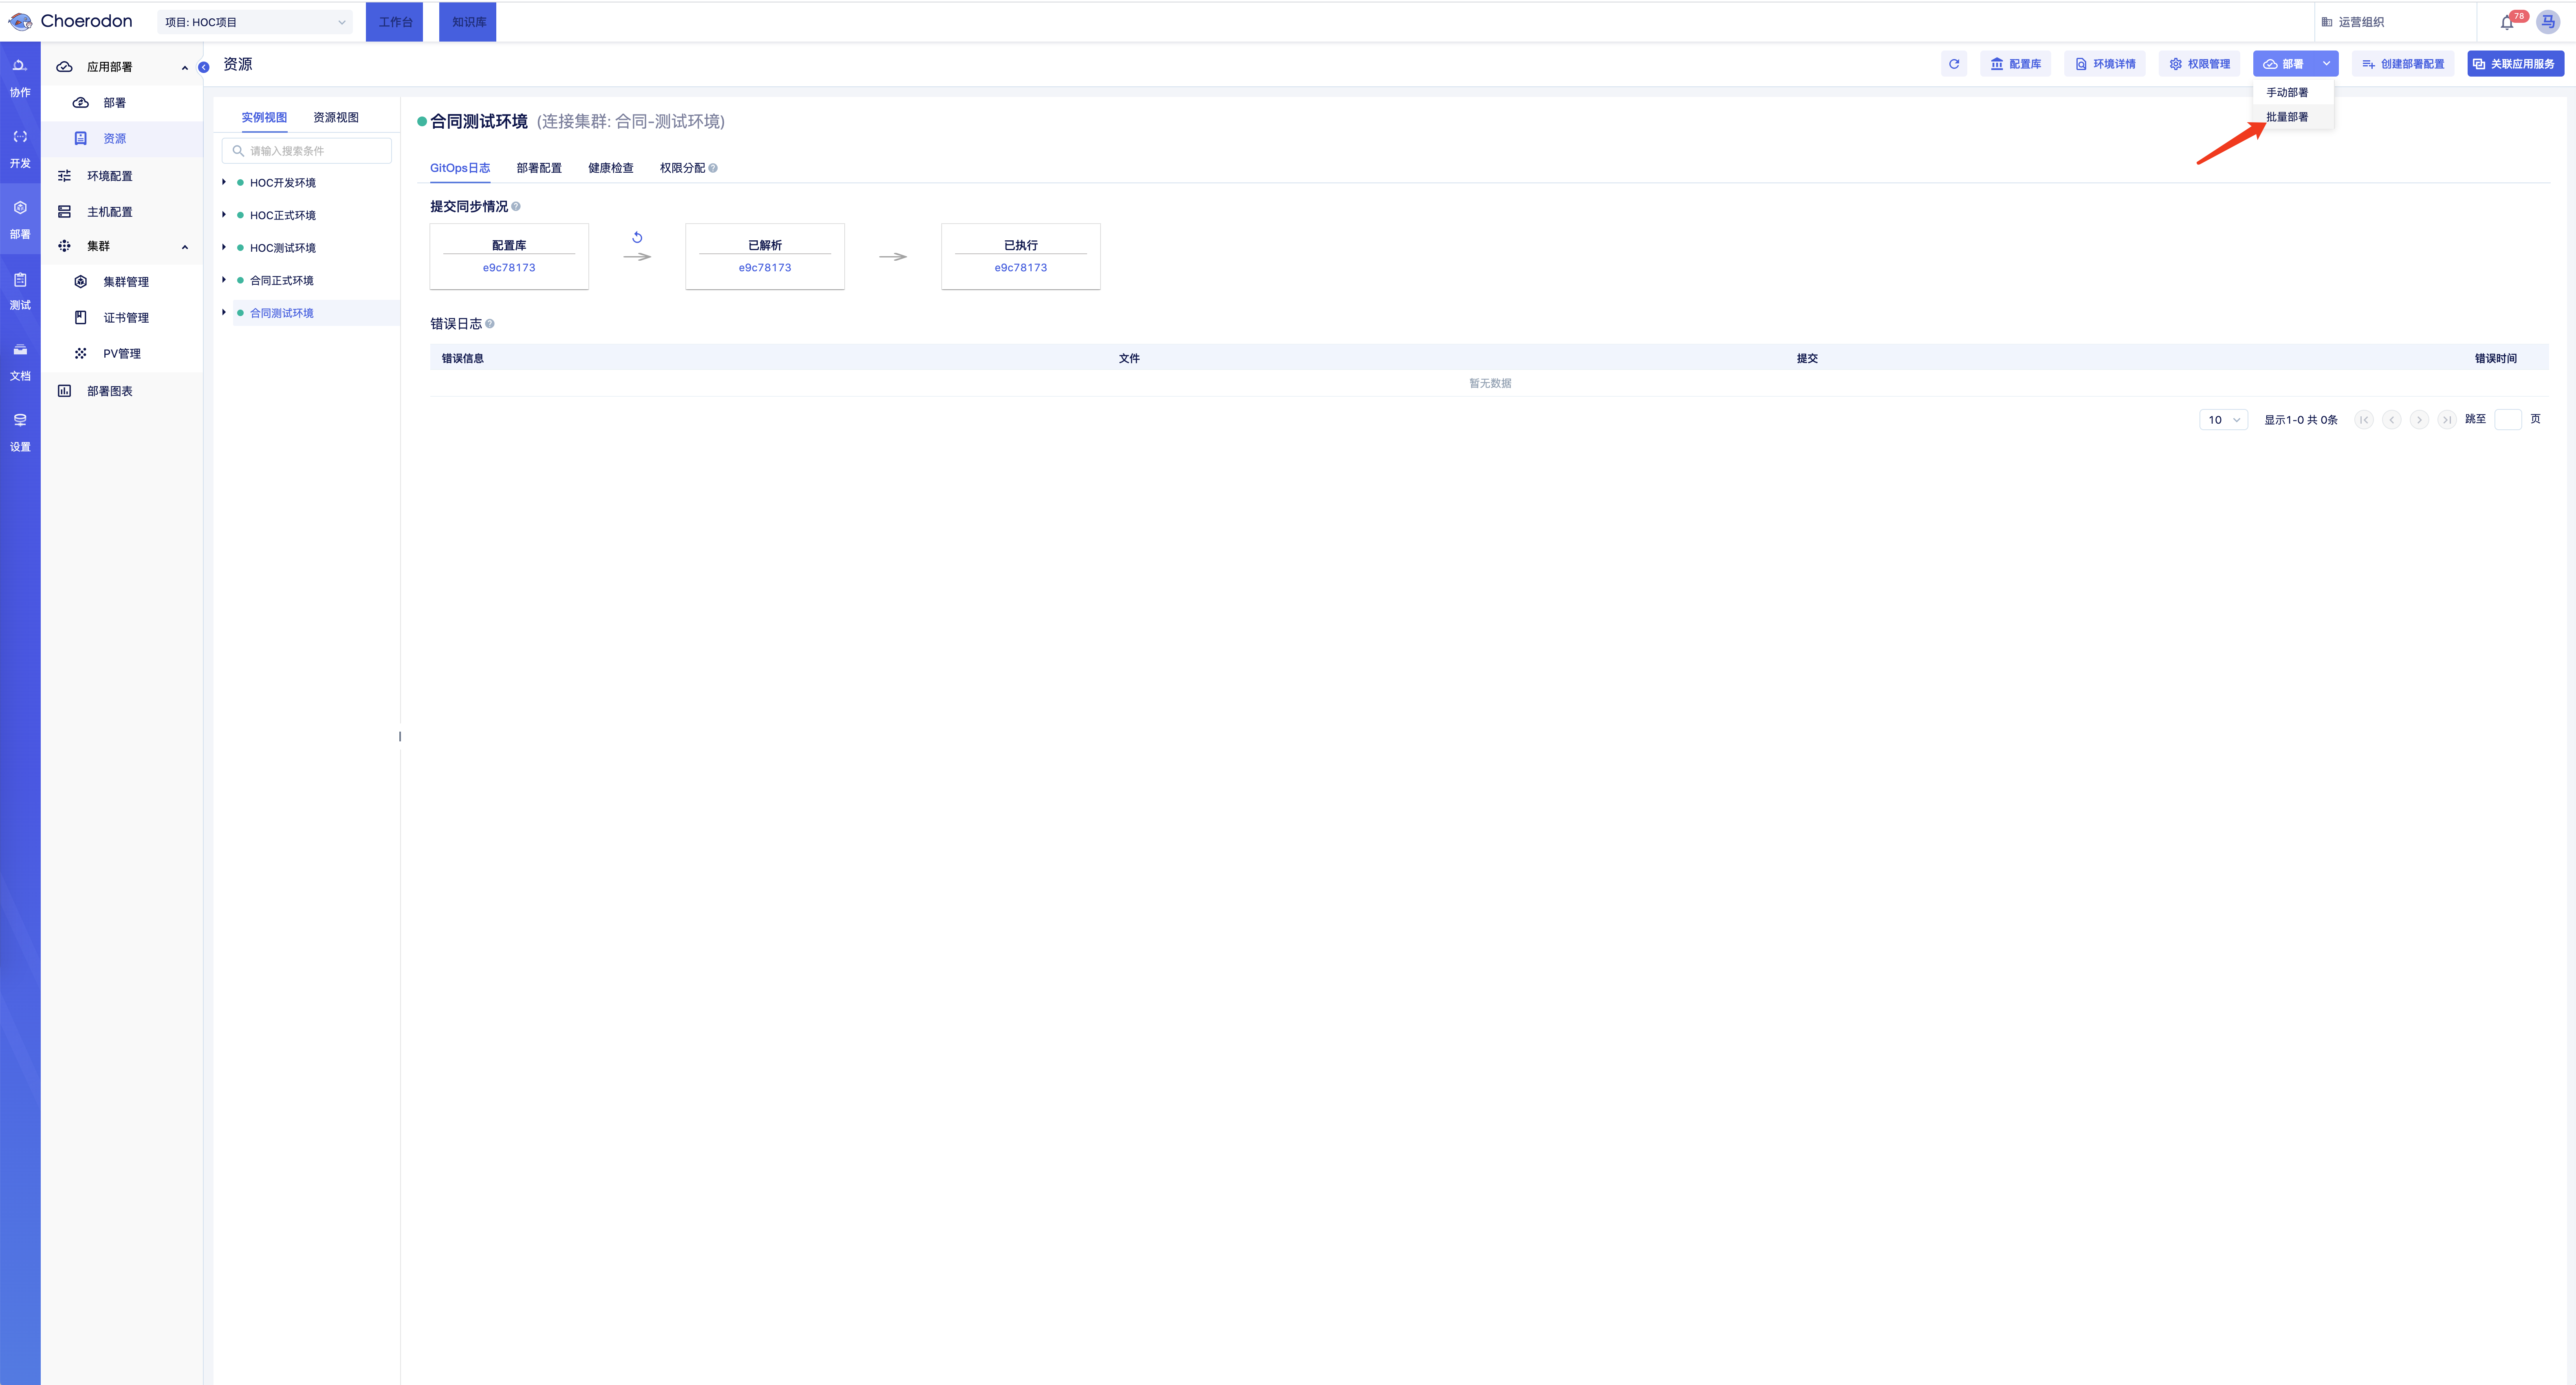 Choerodon
项目: HOC项目
工作台
知识库
运营组织
78
马
协作
开发
部署
测试
文档
设置
应用部署
部署
资源
环境配置
主机配置
集群
集群管理
证书管理
PV管理
部署图表
资源
配置库
环境详情
权限管理
部署
创建部署配置
关联应用服务
手动部署
批量部署
实例视图
资源视图
请输入搜索条件
HOC开发环境
HOC正式环境
HOC测试环境
合同正式环境
合同测试环境
合同测试环境 (连接集群: 合同-测试环境)
GitOps日志
部署配置
健康检查
权限分配
提交同步情况
配置库
e9c78173
已解析
e9c78173
已执行
e9c78173
错误日志
错误信息
文件
提交
错误时间
暂无数据
10
显示1-0 共 0条
跳至
页